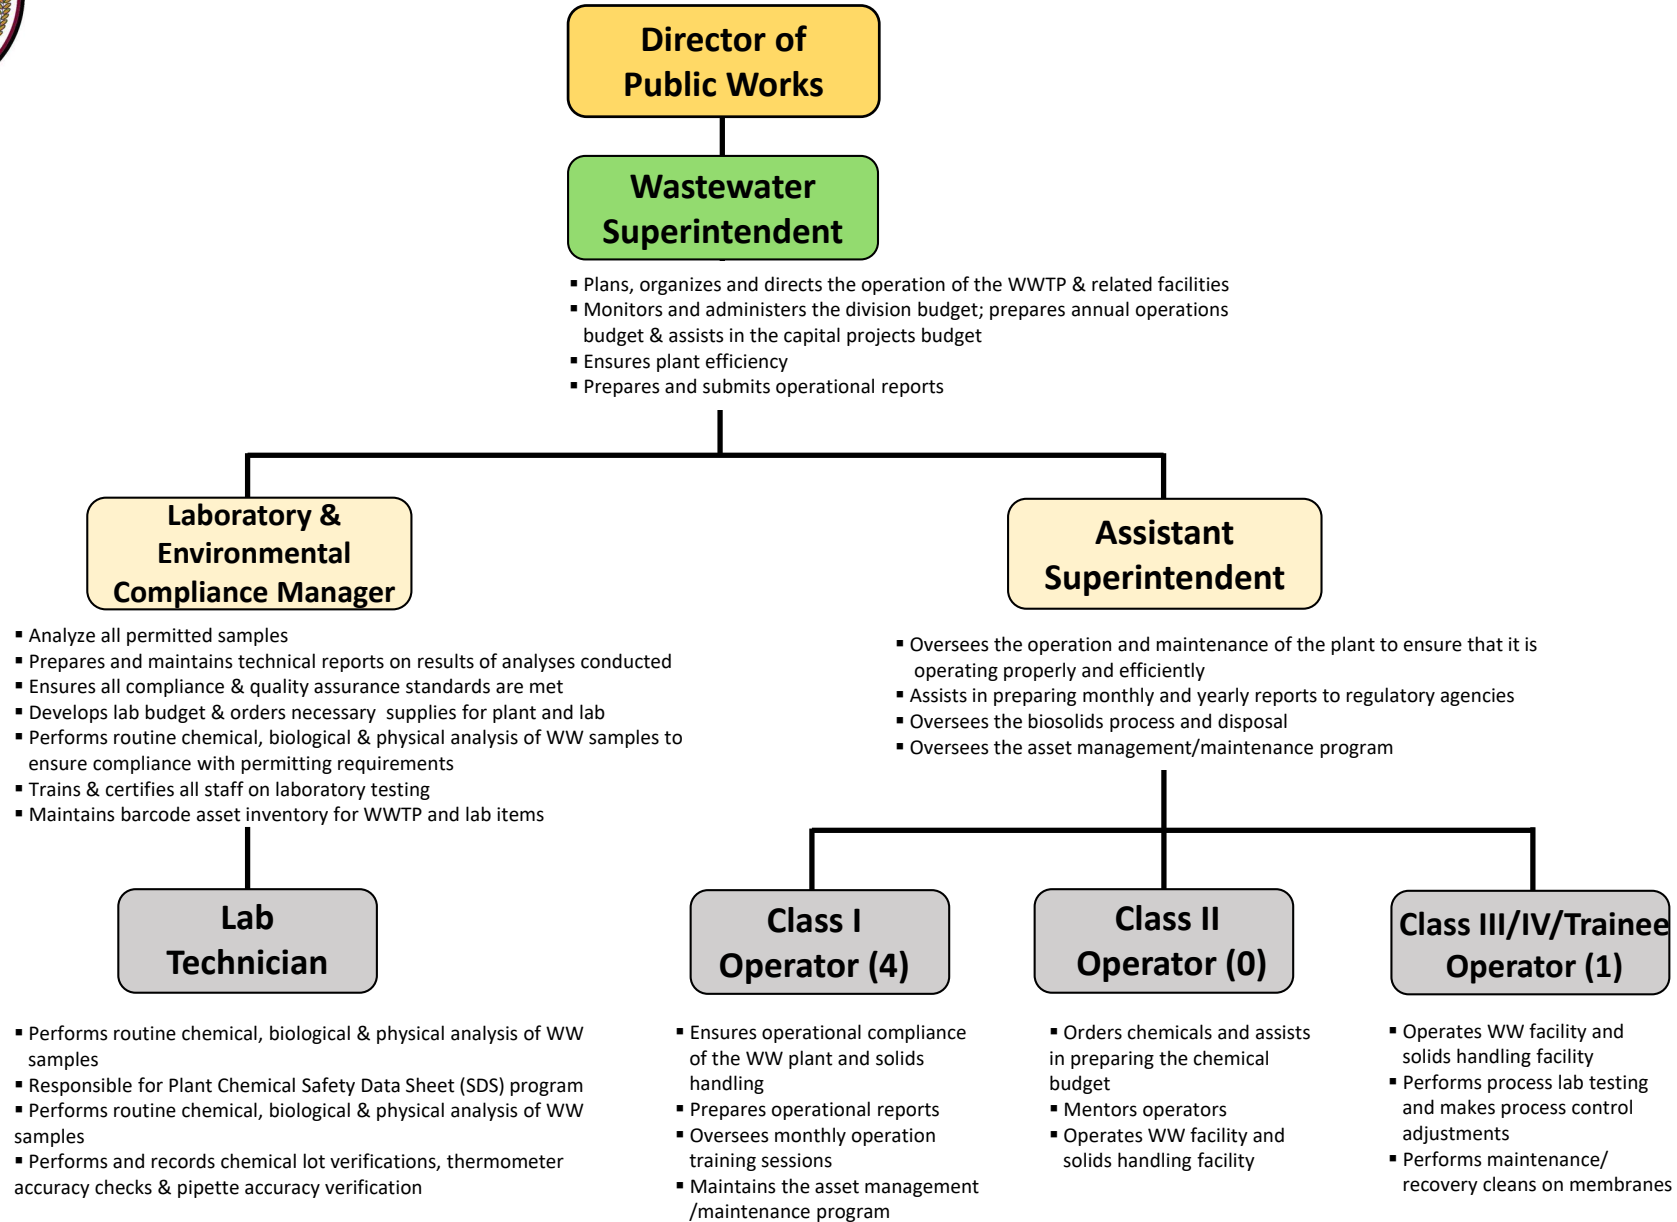 Director of
Public Works
Wastewater
Superintendent
▪ Plans, organizes and directs the operation of the WWTP & related facilities
▪ Monitors and administers the division budget; prepares annual operations
budget & assists in the capital projects budget
▪ Ensures plant efficiency
▪ Prepares and submits operational reports
Laboratory &
Environmental
Compliance Manager
▪ Analyze all permitted samples
▪ Prepares and maintains technical reports on results of analyses conducted
▪ Ensures all compliance & quality assurance standards are met
▪ Develops lab budget & orders necessary supplies for plant and lab
▪ Performs routine chemical, biological & physical analysis of WW samples to
ensure compliance with permitting requirements
▪ Trains & certifies all staff on laboratory testing
▪ Maintains barcode asset inventory for WWTP and lab items
Assistant
Superintendent
▪ Oversees the operation and maintenance of the plant to ensure that it is
operating properly and efficiently
▪ Assists in preparing monthly and yearly reports to regulatory agencies
▪ Oversees the biosolids process and disposal
▪ Oversees the asset management/maintenance program
Lab
Technician
▪ Performs routine chemical, biological & physical analysis of WW
samples
▪ Responsible for Plant Chemical Safety Data Sheet (SDS) program
▪ Performs routine chemical, biological & physical analysis of WW
samples
▪ Performs and records chemical lot verifications, thermometer
accuracy checks & pipette accuracy verification
Class I
Operator (4)
▪ Ensures operational compliance
of the WW plant and solids
handling
▪ Prepares operational reports
▪ Oversees monthly operation
training sessions
▪ Maintains the asset management
/maintenance program
Class II
Operator (0)
▪ Orders chemicals and assists
in preparing the chemical
budget
▪ Mentors operators
▪ Operates WW facility and
solids handling facility
Class III/IV/Trainee
Operator (1)
▪ Operates WW facility and
solids handling facility
▪ Performs process lab testing
and makes process control
adjustments
▪ Performs maintenance/
recovery cleans on membranes